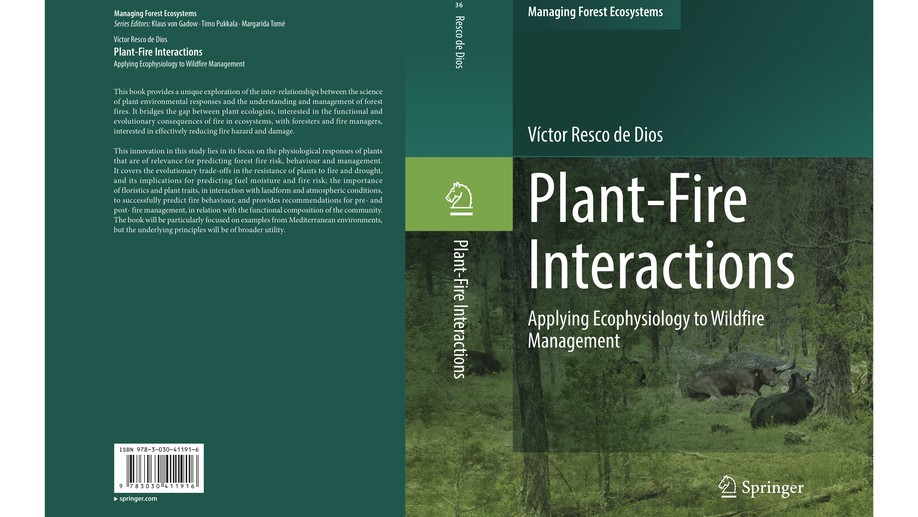 Managing Forest Ecosystems
Series Editors: Klaus von Gadow · Timo Pukkala · Margarida Tomé
Víctor Resco de Dios
Plant-Fire Interactions
Applying Ecophysiology to Wildfire Management
This book provides a unique exploration of the inter-relationships between the science
of plant environmental responses and the understanding and management of forest
fires. It bridges the gap between plant ecologists, interested in the functional and
evolutionary consequences of fire in ecosystems, with foresters and fire managers,
interested in effectively reducing fire hazard and damage.
This innovation in this study lies in its focus on the physiological responses of plants
that are of relevance for predicting forest fire risk, behaviour and management.
It covers the evolutionary trade-offs in the resistance of plants to fire and drought,
and its implications for predicting fuel moisture and fire risk; the importance
of floristics and plant traits, in interaction with landform and atmospheric conditions,
to successfully predict fire behaviour, and provides recommendations for pre- and
post- fire management, in relation with the functional composition of the community.
The book will be particularly focused on examples from Mediterranean environments,
but the underlying principles will be of broader utility.
ISBN 978-3-030-41191-6
9 783030 411916
▸ springer.com
36
Resco de Dios
Plant-Fire Interactions
Managing Forest Ecosystems
Víctor Resco de Dios
Plant-Fire
Interactions
Applying Ecophysiology to Wildfire
Management
Springer